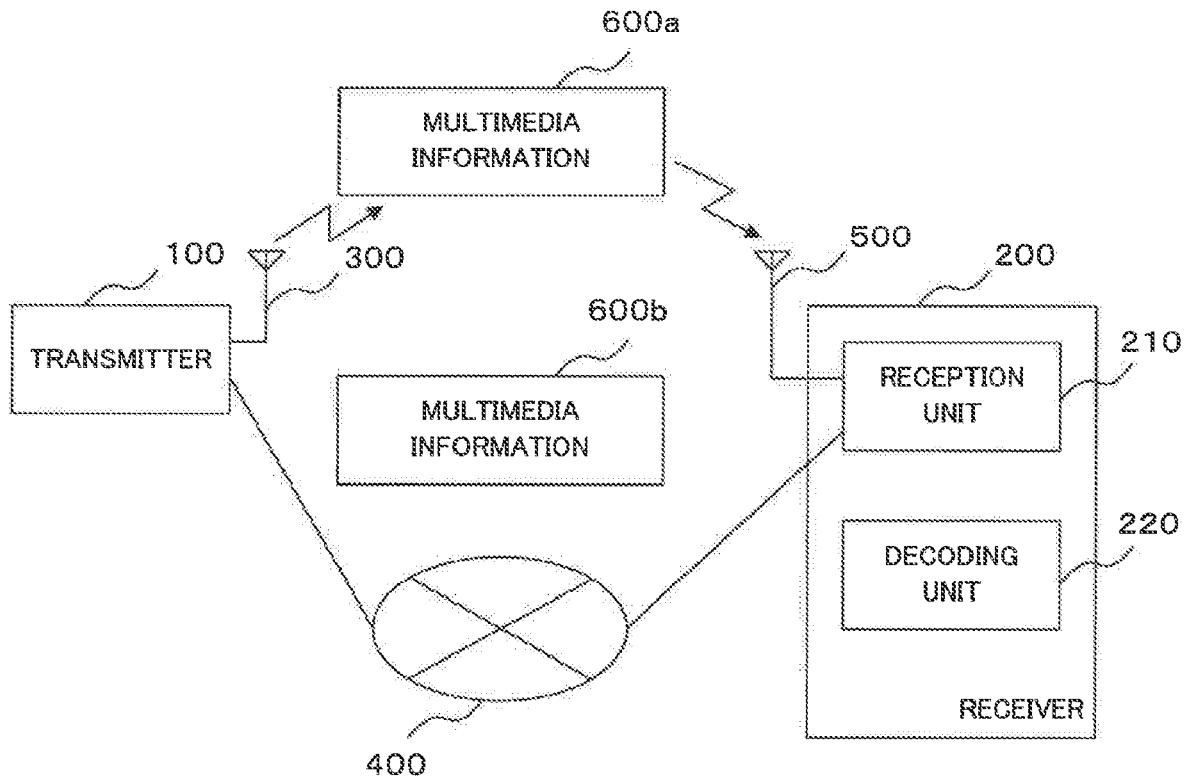 600a
MULTIMEDIA
INFORMATION
100
300
500
200
TRANSMITTER
600b
210
RECEPTION
UNIT
MULTIMEDIA
INFORMATION
220
DECODING
UNIT
RECEIVER
400